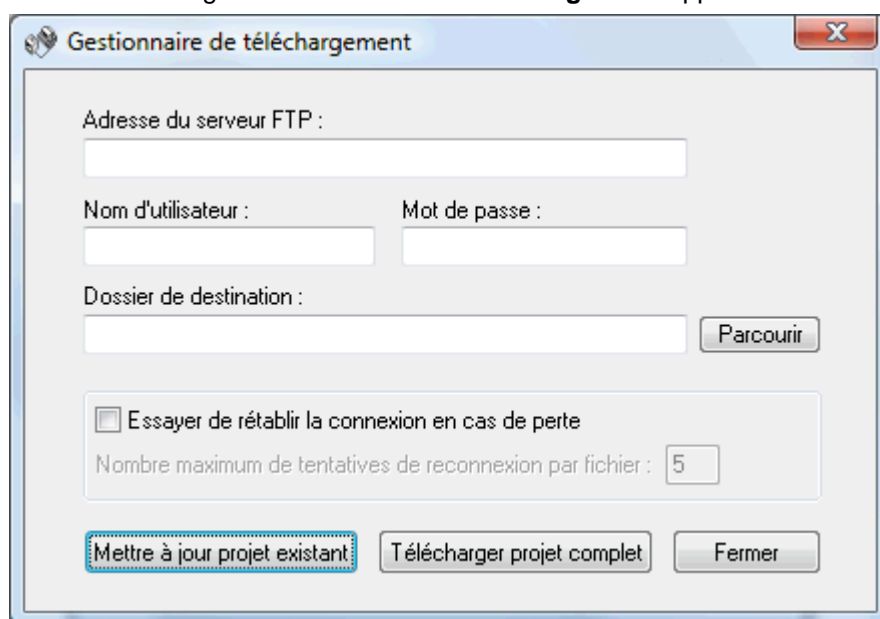 Gestionnaire de téléchargement
Adresse du serveur FTP :
Nom d'utilisateur : Mot de passe :
Dossier de destination :
Parcourir
Essayer de rétablir la connexion en cas de perte
Nombre maximum de tentatives de reconnexion par fichier : 5
Mettre à jour projet existant Télécharger projet complet Fermer